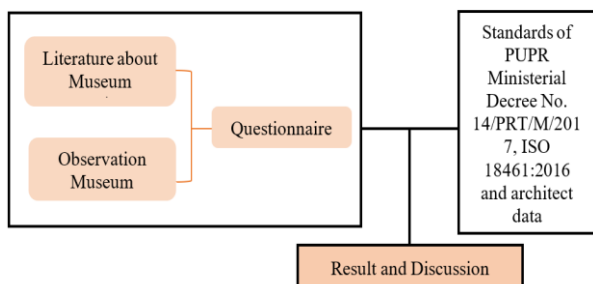 Literature about
Museum
.
Observation
Museum
Questionnaire
Standards of
PUPR
Ministerial
Decree No.
14/PRT/M/201
7, ISO
18461:2016
and architect
data
Result and Discussion